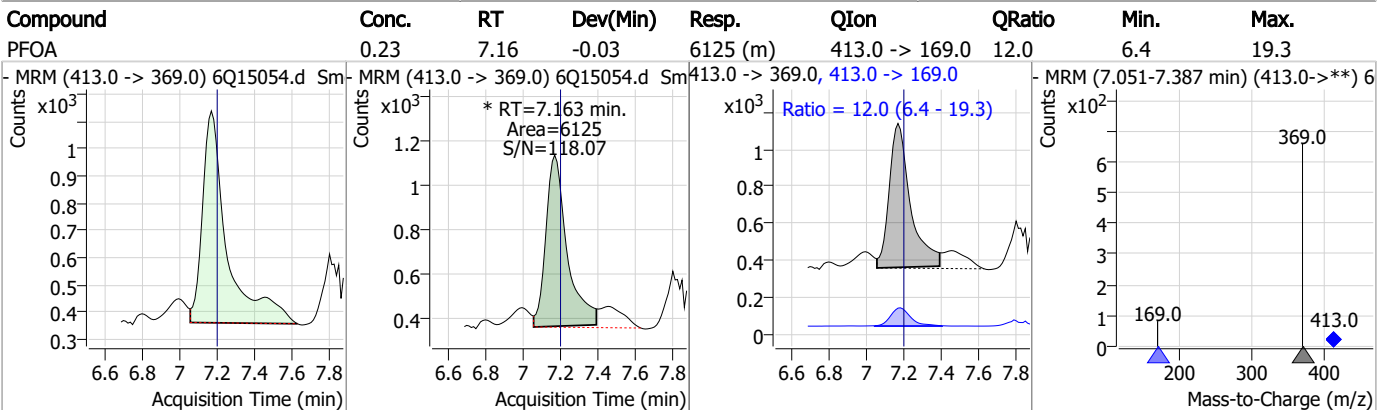 Compound Conc. RT Dev(Min) Resp. QIon QRatio Min. Max.
PFOA 0.23 7.16 -0.03 6125 (m) 413.0 -> 169.0 12.0 6.4 19.3
- MRM (413.0 -> 369.0) 6Q15054.d Sm
Counts
x10³
1
0.9
0.8
0.7
0.6
0.5
0.4
0.3
6.6 6.8 7 7.2 7.4 7.6 7.8
Acquisition Time (min)
- MRM (413.0 -> 369.0) 6Q15054.d Sm
Counts
x10³
* RT=7.163 min.
Area=6125
S/N=118.07
1.2
1
0.8
0.6
0.4
6.6 6.8 7 7.2 7.4 7.6 7.8
Acquisition Time (min)
413.0 -> 369.0, 413.0 -> 169.0
Counts
x10³
Ratio = 12.0 (6.4 - 19.3)
1
0.8
0.6
0.4
0.2
0
6.6 6.8 7 7.2 7.4 7.6 7.8
Acquisition Time (min)
- MRM (7.051-7.387 min) (413.0->**) 6
Counts
x10²
369.0
6
5
4
3
2
1
0
169.0
413.0
200 300 400
Mass-to-Charge (m/z)